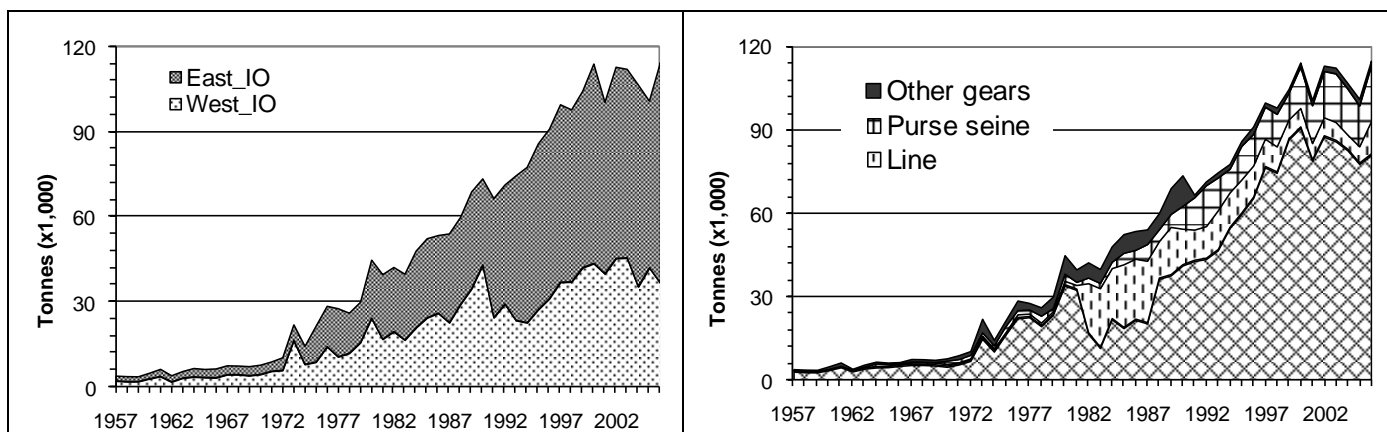 120
90
60
30
0
Tonnes (x1,000)
East_IO
West_IO
1957 1962 1967 1972 1977 1982 1987 1992 1997 2002
120
90
60
30
0
Tonnes (x1,000)
Other gears
Purse seine
Line
1957 1962 1967 1972 1977 1982 1987 1992 1997 2002